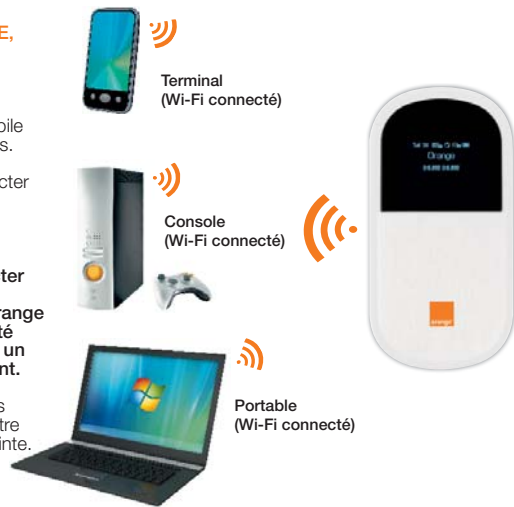 E,
bile
s.
cter
ter
range
té
un
nt.
s
tre
inte.
Terminal
(Wi-Fi connecté)
Console
(Wi-Fi connecté)
Portable
(Wi-Fi connecté)
Orange
orange